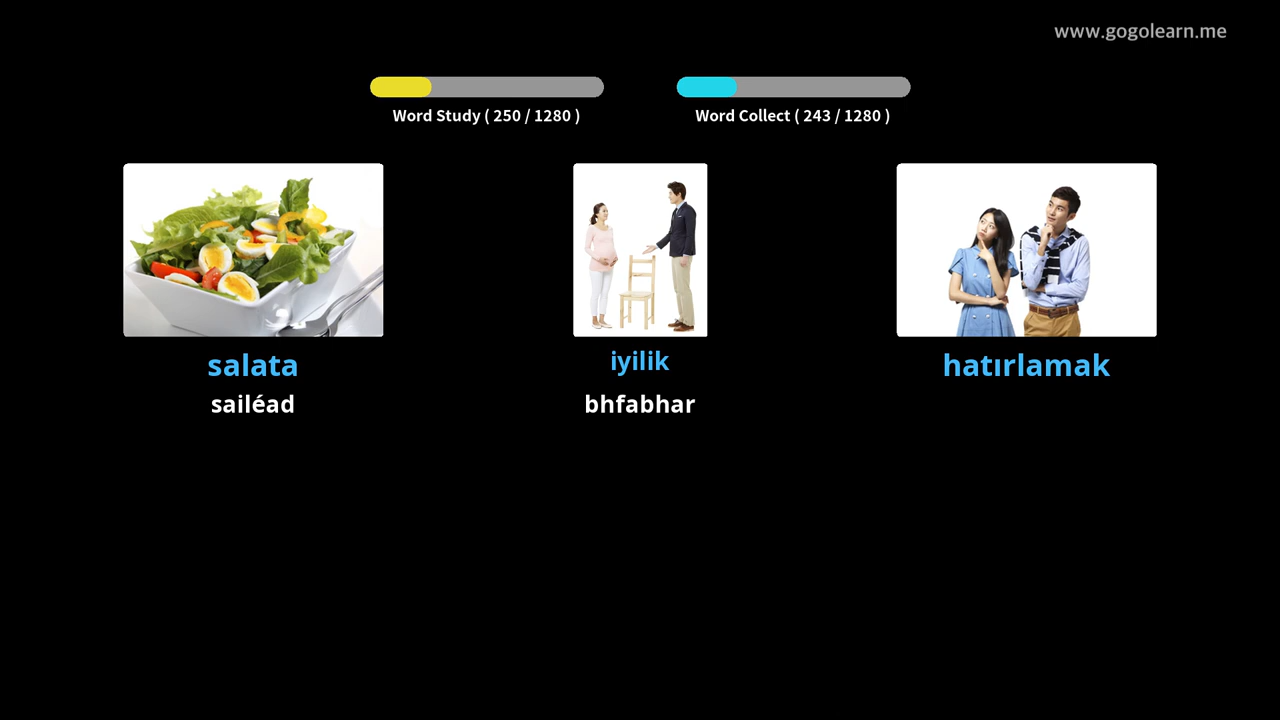 www.gogolearn.me
Word Study ( 250 / 1280 )
Word Collect ( 243 / 1280 )
salata
iyilik
hatırlamak
sailéad
bhfabhar